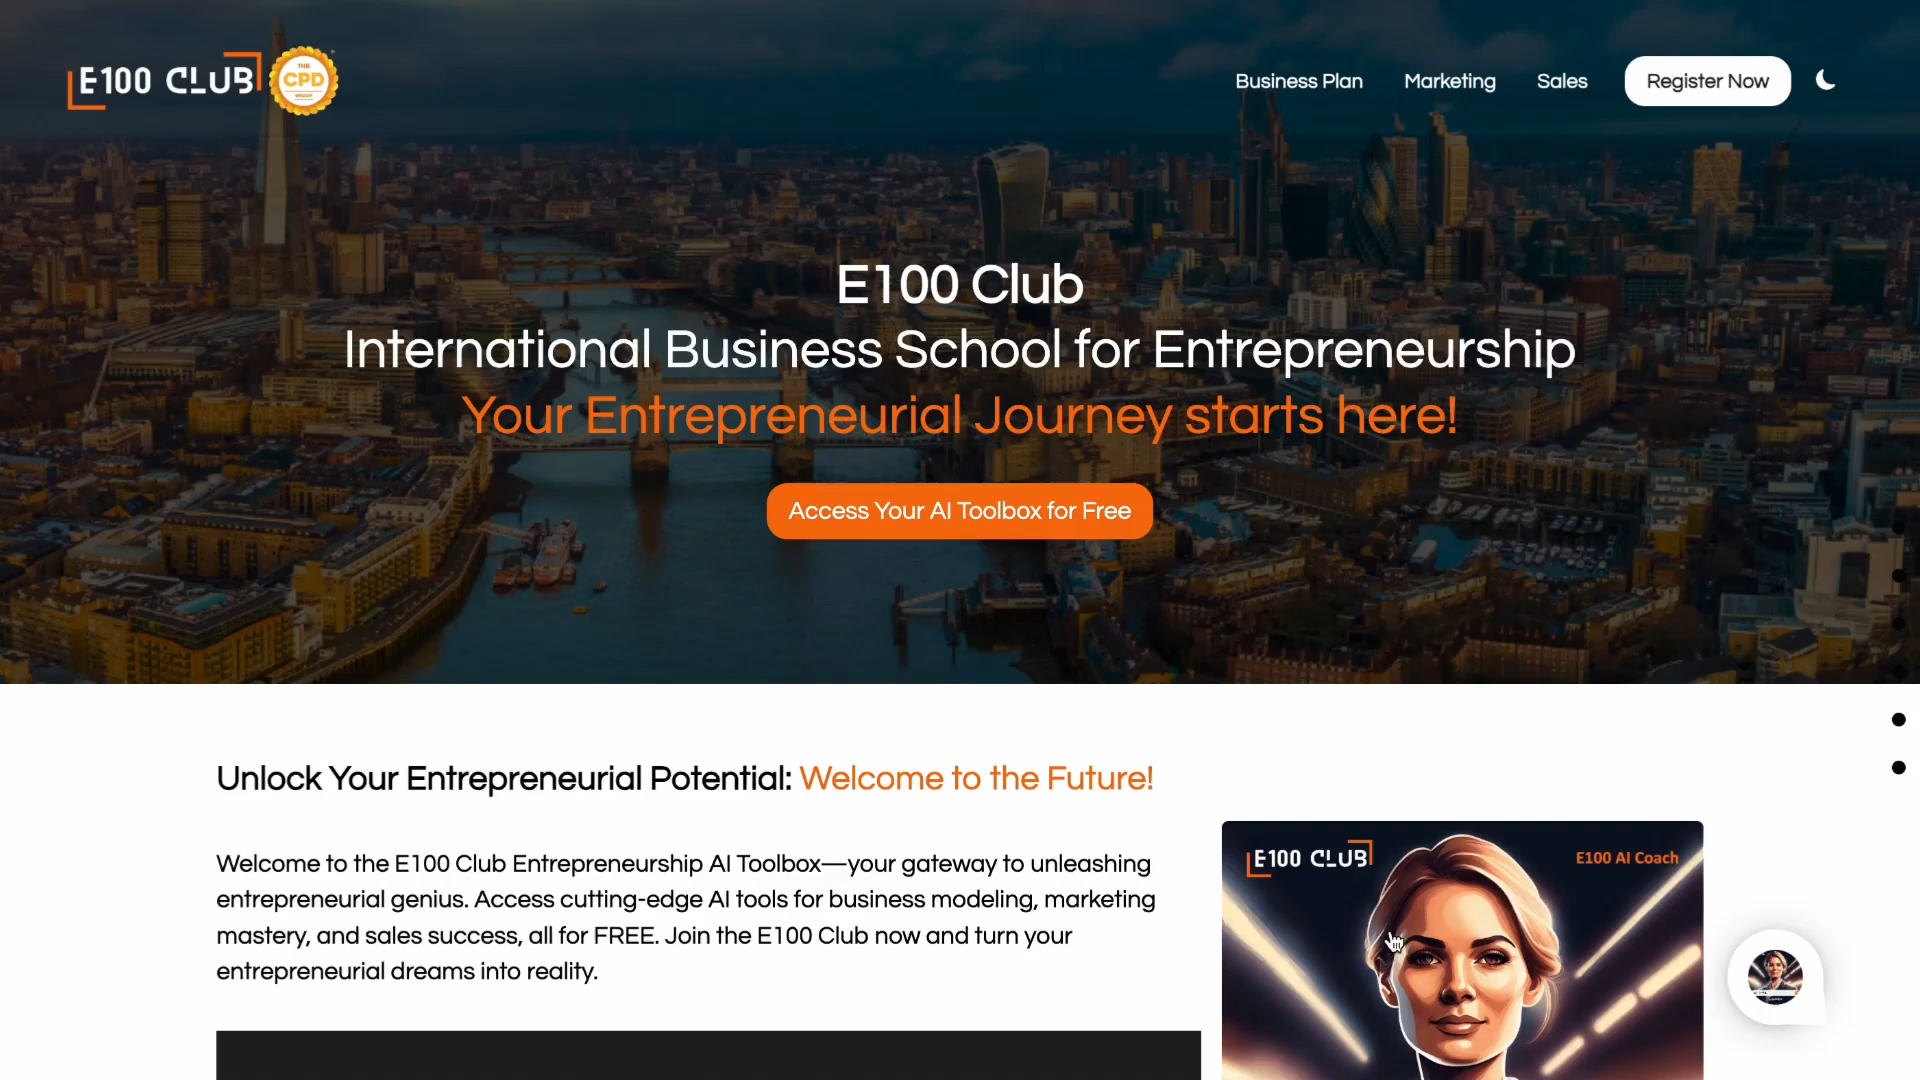 E100 CLUB
THE
CPD
GROUP
Business Plan
Marketing
Sales
Register Now
E100 Club
International Business School for Entrepreneurship
Your Entrepreneurial Journey starts here!
Access Your AI Toolbox for Free
Unlock Your Entrepreneurial Potential: Welcome to the Future!
Welcome to the E100 Club Entrepreneurship AI Toolbox—your gateway to unleashing
entrepreneurial genius. Access cutting-edge AI tools for business modeling, marketing
mastery, and sales success, all for FREE. Join the E100 Club now and turn your
entrepreneurial dreams into reality.
E100 CLUB
E100 AI Coach